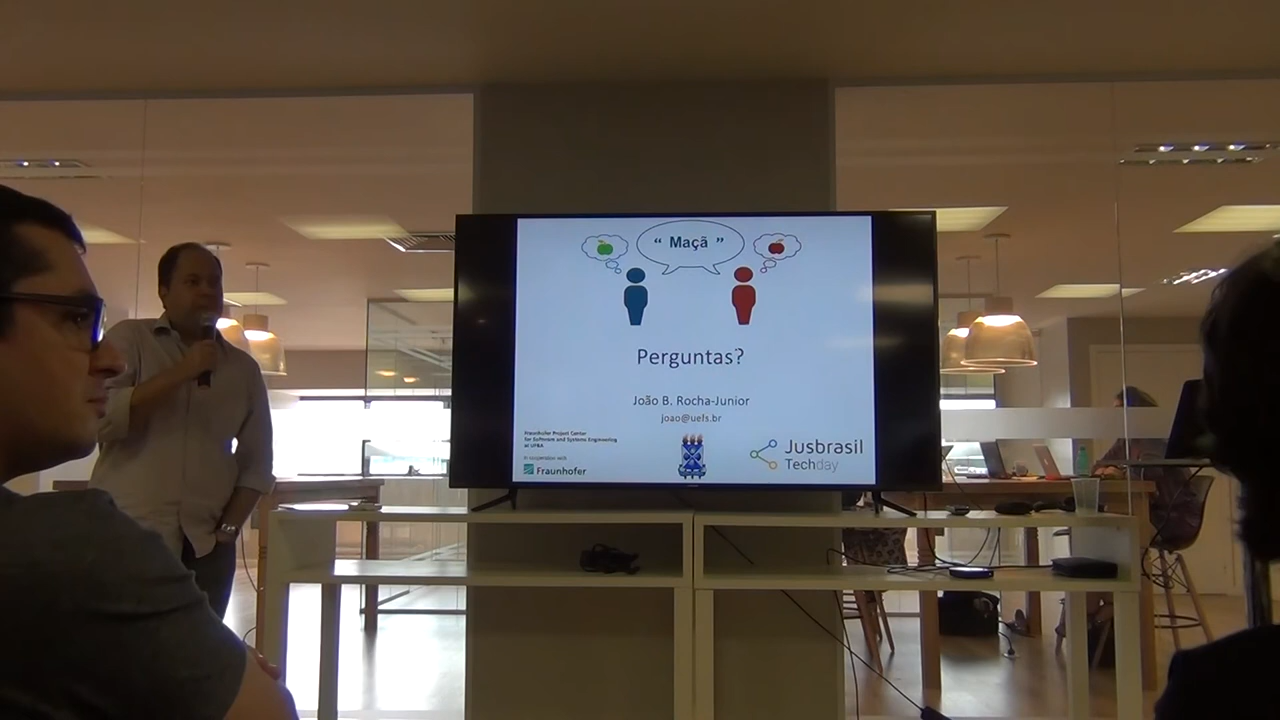 “ Maçã ”
Perguntas?
João B. Rocha-Junior
joao@uefs.br
Fraunhofer Project Center
for Software and Systems Engineering
at UFBA
in cooperation with
Fraunhofer
Jusbrasil
Techday